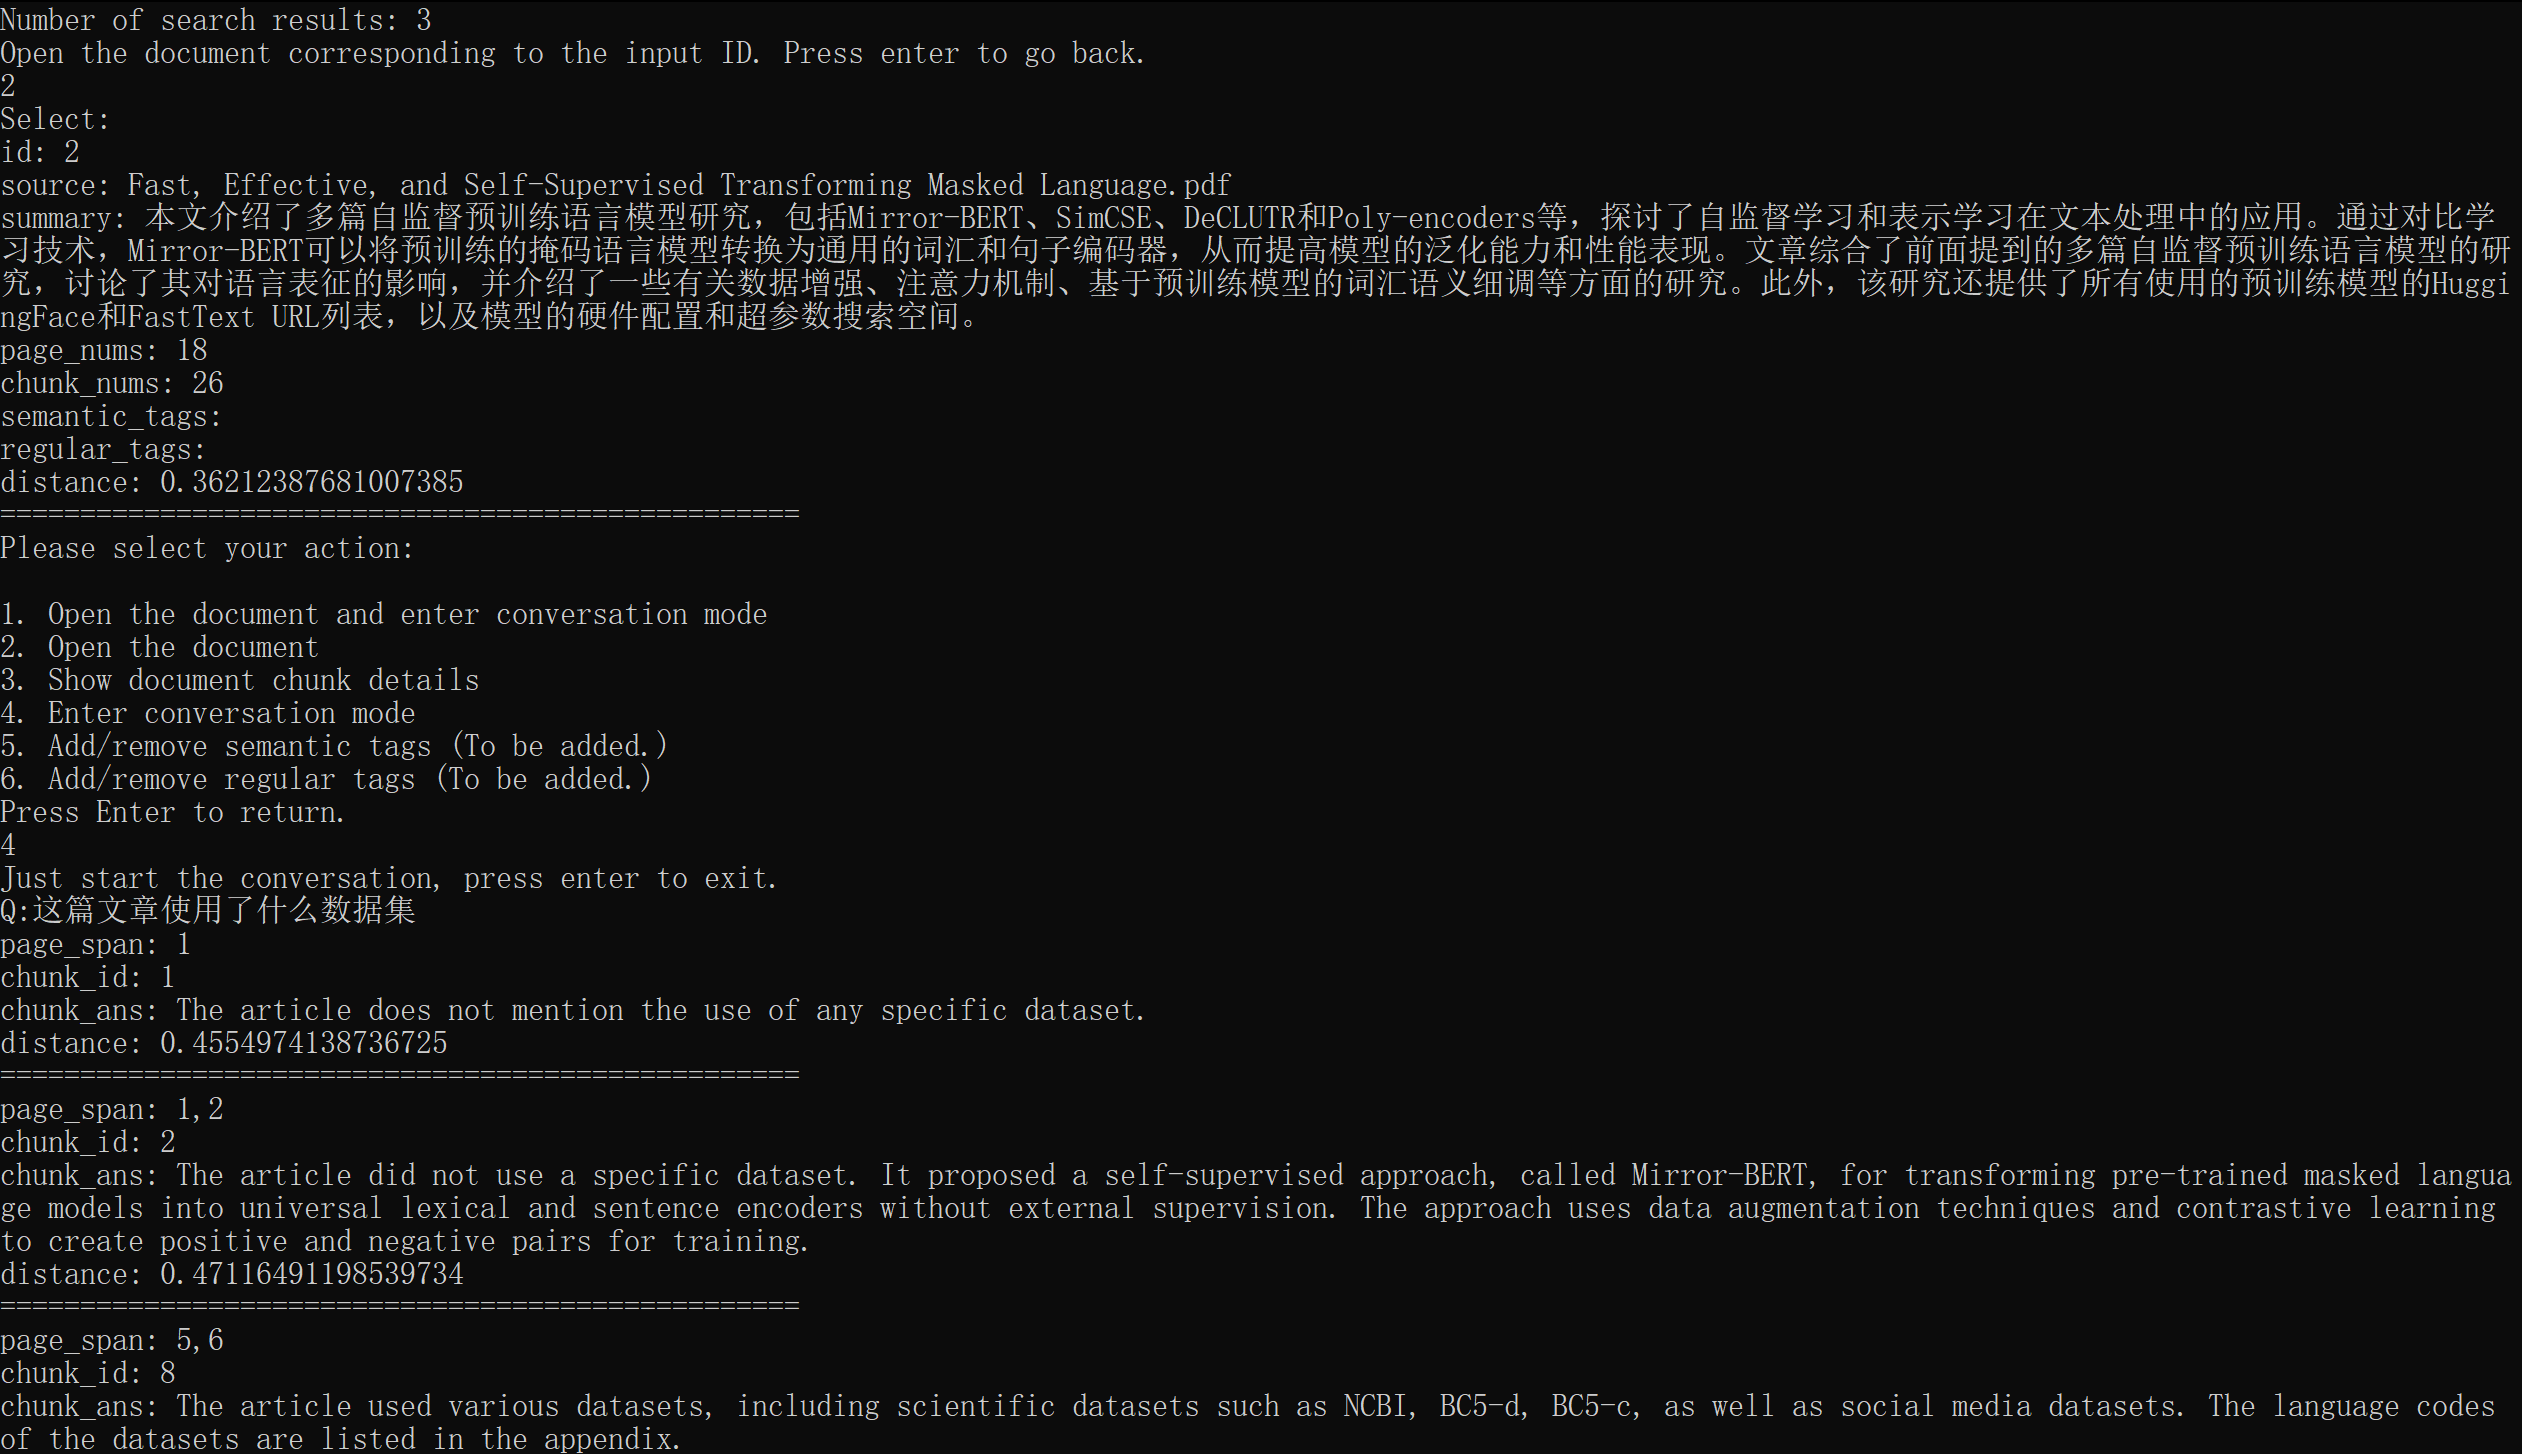 Number of search results: 3
Open the document corresponding to the input ID. Press enter to go back.
2
Select:
id: 2
source: Fast, Effective, and Self-Supervised Transforming Masked Language.pdf
summary: 本文介绍了多篇自监督预训练语言模型研究，包括Mirror-BERT、SimCSE、DeCLUTR和Poly-encoders等，探讨了自监督学习和表示学习在文本处理中的应用。通过对比学
习技术，Mirror-BERT可以将预训练的掩码语言模型转换为通用的词汇和句子编码器，从而提高模型的泛化能力和性能表现。文章综合了前面提到的多篇自监督预训练语言模型的研
究，讨论了其对语言表征的影响，并介绍了一些有关数据增强、注意力机制、基于预训练模型的词汇语义细调等方面的研究。此外，该研究还提供了所有使用的预训练模型的Huggi
ngFace和FastText URL列表，以及模型的硬件配置和超参数搜索空间。
page_nums: 18
chunk_nums: 26
semantic_tags:
regular_tags:
distance: 0.36212387681007385
==================================================
Please select your action:
1. Open the document and enter conversation mode
2. Open the document
3. Show document chunk details
4. Enter conversation mode
5. Add/remove semantic tags (To be added.)
6. Add/remove regular tags (To be added.)
Press Enter to return.
4
Just start the conversation, press enter to exit.
Q:这篇文章使用了什么数据集
page_span: 1
chunk_id: 1
chunk_ans: The article does not mention the use of any specific dataset.
distance: 0.4554974138736725
==================================================
page_span: 1,2
chunk_id: 2
chunk_ans: The article did not use a specific dataset. It proposed a self-supervised approach, called Mirror-BERT, for transforming pre-trained masked langua
ge models into universal lexical and sentence encoders without external supervision. The approach uses data augmentation techniques and contrastive learning
to create positive and negative pairs for training.
distance: 0.47116491198539734
==================================================
page_span: 5,6
chunk_id: 8
chunk_ans: The article used various datasets, including scientific datasets such as NCBI, BC5-d, BC5-c, as well as social media datasets. The language codes
of the datasets are listed in the appendix.